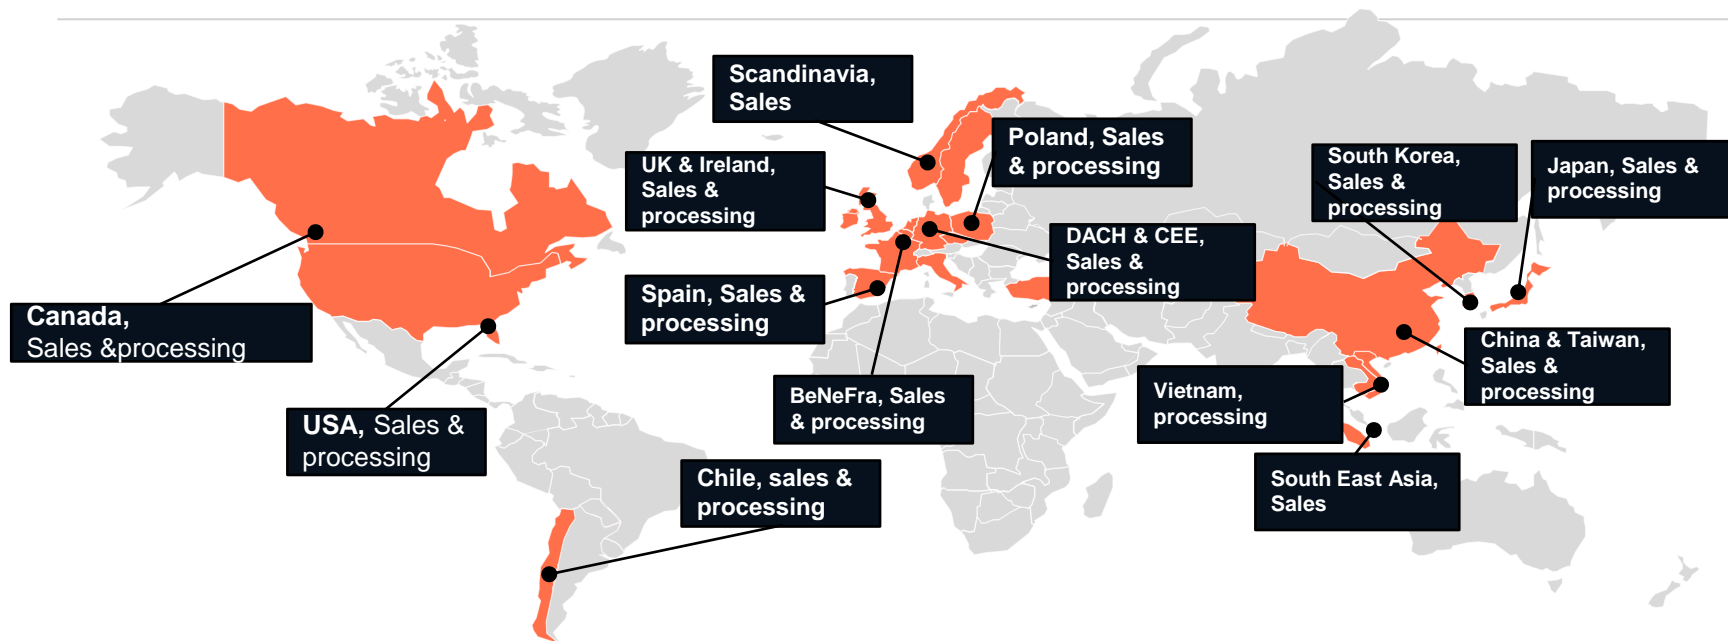 Scandinavia,
Sales
Poland, Sales
& processing
UK & Ireland,
Sales &
processing
South Korea,
Sales &
processing
Japan, Sales &
processing
DACH & CEE,
Sales &
processing
Spain, Sales &
processing
Canada,
Sales &processing
China & Taiwan,
Sales &
processing
BeNeFra, Sales
& processing
Vietnam,
processing
USA, Sales &
processing
Chile, sales &
processing
South East Asia,
Sales